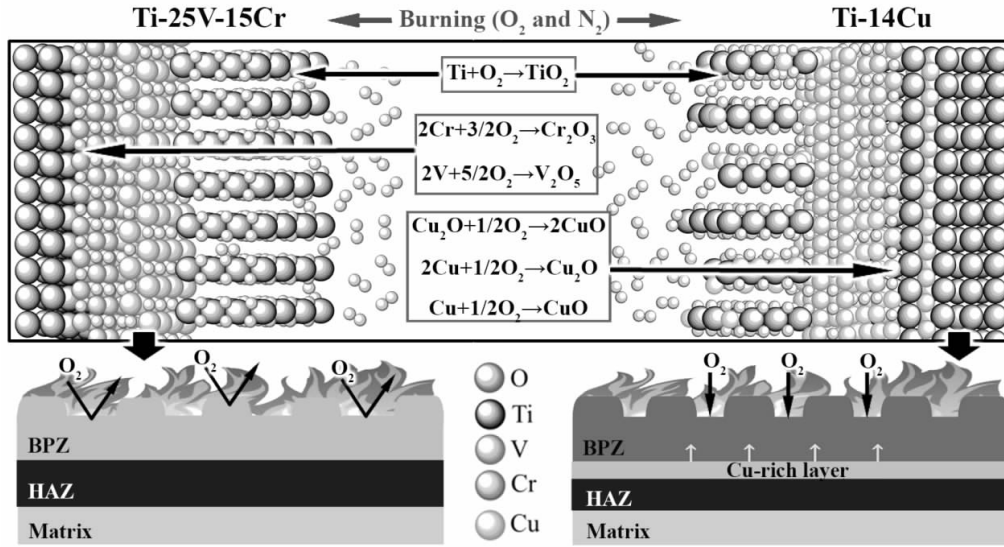 Ti-25V-15Cr
Burning (O₂ and N₂)
Ti-14Cu
Ti+O₂→TiO₂
2Cr+3/2O₂→Cr₂O₃
2V+5/2O₂→V₂O₅
Cu₂O+1/2O₂→2CuO
2Cu+1/2O₂→Cu₂O
Cu+1/2O₂→CuO
O₂
O₂
O₂
BPZ
HAZ
Matrix
O
Ti
V
Cr
Cu
O₂
O₂
O₂
BPZ
Cu-rich layer
HAZ
Matrix